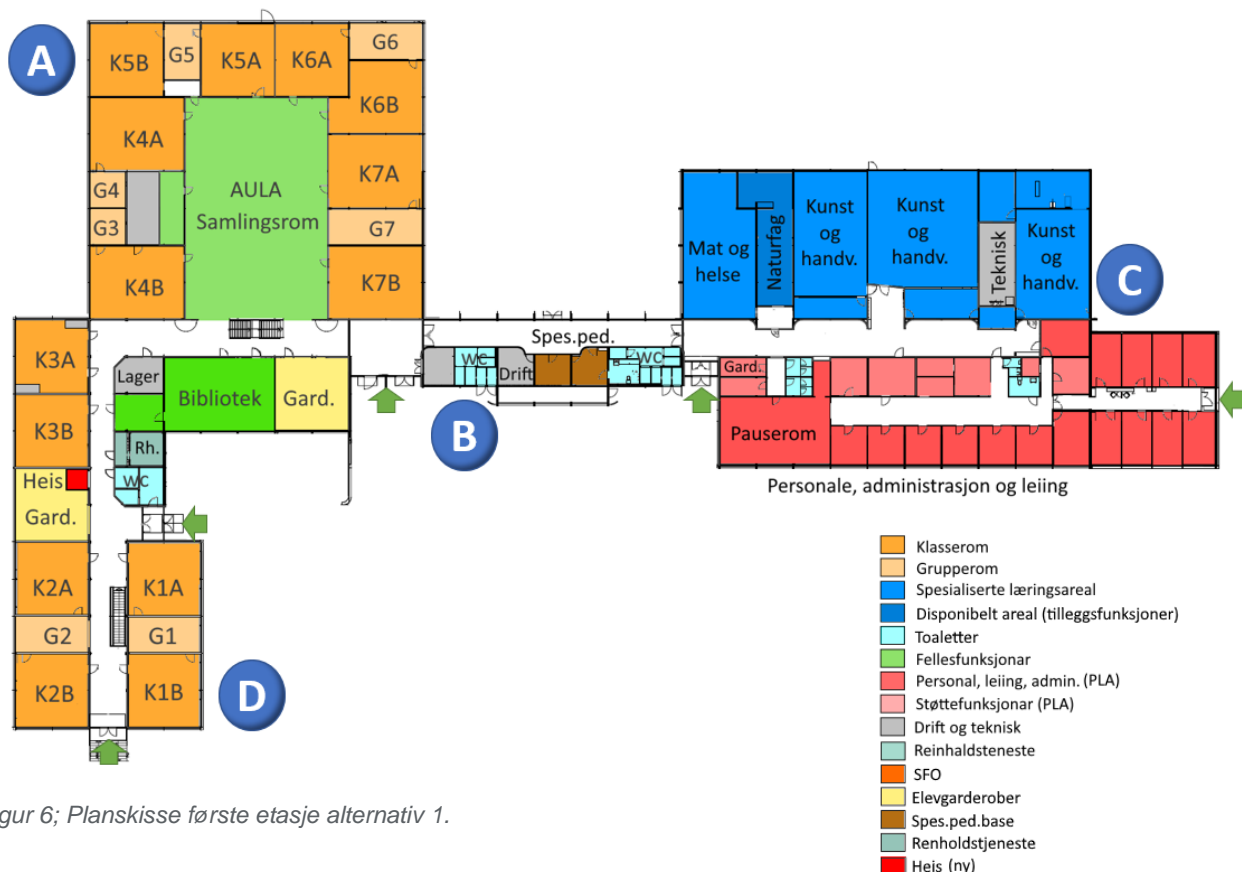 A
K5B
G5
K5A
K6A
G6
K6B
K4A
K7A
G4
G3
AULA
Samlingsrom
G7
K4B
K7B
Mat og
helse
Naturfag
Kunst
og
handv.
Kunst
og
handv.
Teknisk
Kunst
og
handv.
C
K3A
Lager
Bibliotek
Gard.
Spes.ped.
WC
Drift
WC
Gard.
K3B
Rh.
B
Pauserom
Heis
Gard.
WC
Personale, administrasjon og leiing
K2A
K1A
G2
G1
K2B
K1B
D
Klasserom
Grupperom
Spesialiserte læringsareal
Disponibelt areal (tilleggsfunksjoner)
Toaletter
Fellesfunksjonar
Personal, leiing, admin. (PLA)
Støttefunksjonar (PLA)
Drift og teknisk
Reinhaldsteneste
SFO
Elevgarderober
Spes.ped.base
Renholdstjeneste
Heis (ny)
gur 6; Planskisse første etasje alternativ 1.